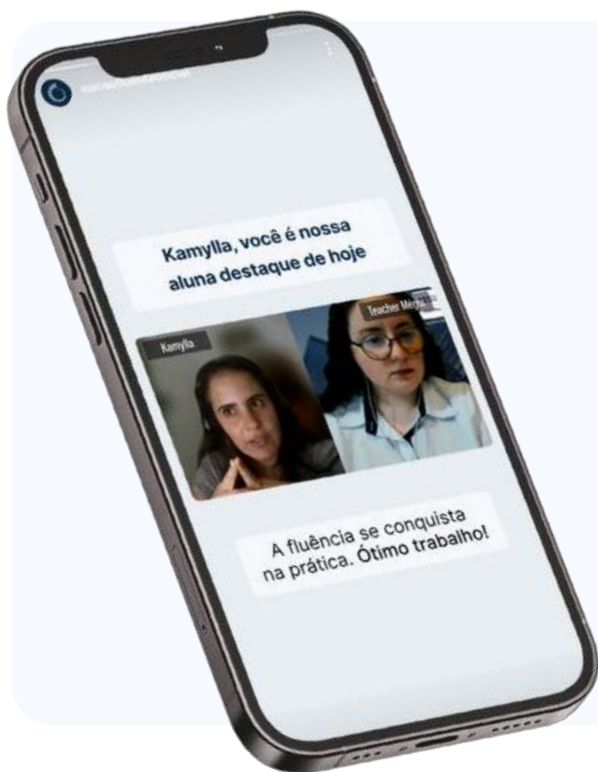 Kamylla, você é nossa
aluna destaque de hoje
Kamylla
Teacher
A fluência se conquista
na prática. Ótimo trabalho!